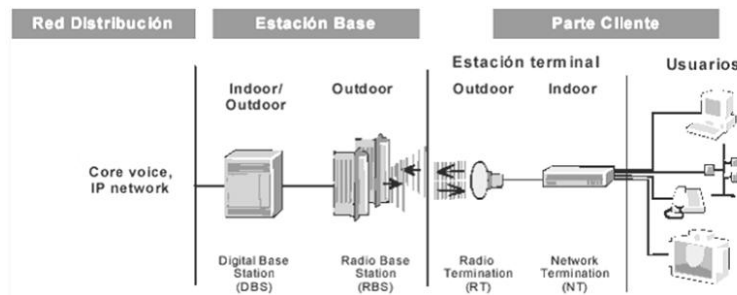 Red Distribución
Estación Base
Parte Cliente
Estación terminal
Usuarios
Indoor/
Outdoor
Outdoor
Outdoor
Indoor
Core voice,
IP network
Digital Base
Station
(DBS)
Radio Base
Station
(RBS)
Radio
Termination
(RT)
Network
Termination
(NT)